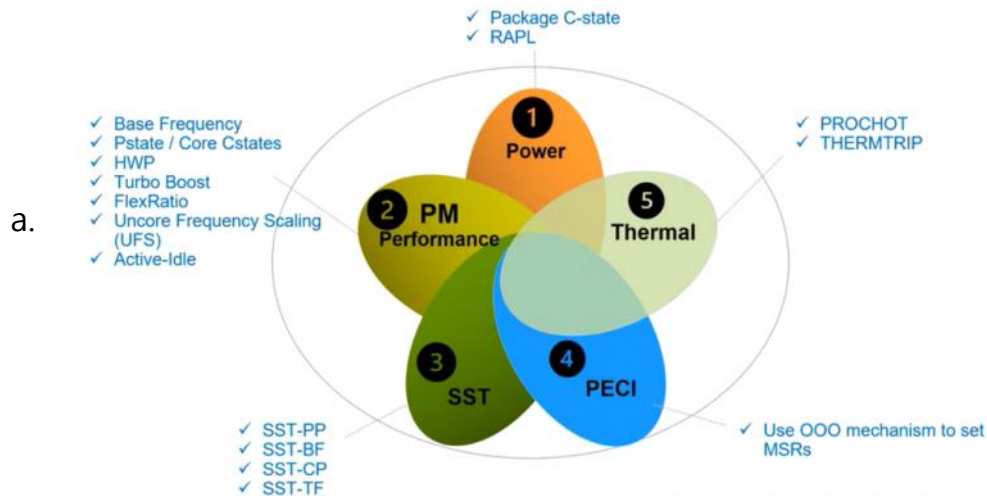 ✓ Package C-state
✓ RAPL
✓ Base Frequency
✓ Pstate / Core Cstates
✓ HWP
✓ Turbo Boost
✓ FlexRatio
✓ Uncore Frequency Scaling
(UFS)
✓ Active-Idle
✓ PROCHOT
✓ THERMTRIP
a.
1
Power
2 PM
Performance
5
Thermal
3
SST
4
PECI
✓ SST-PP
✓ SST-BF
✓ SST-CP
✓ SST-TF
✓ Use OOO mechanism to set
MSRs